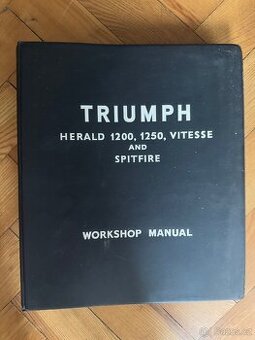 TRIUMPH
HERALD 1200, 1250, VITESSE
AND
SPITFIRE
WORKSHOP MANUAL